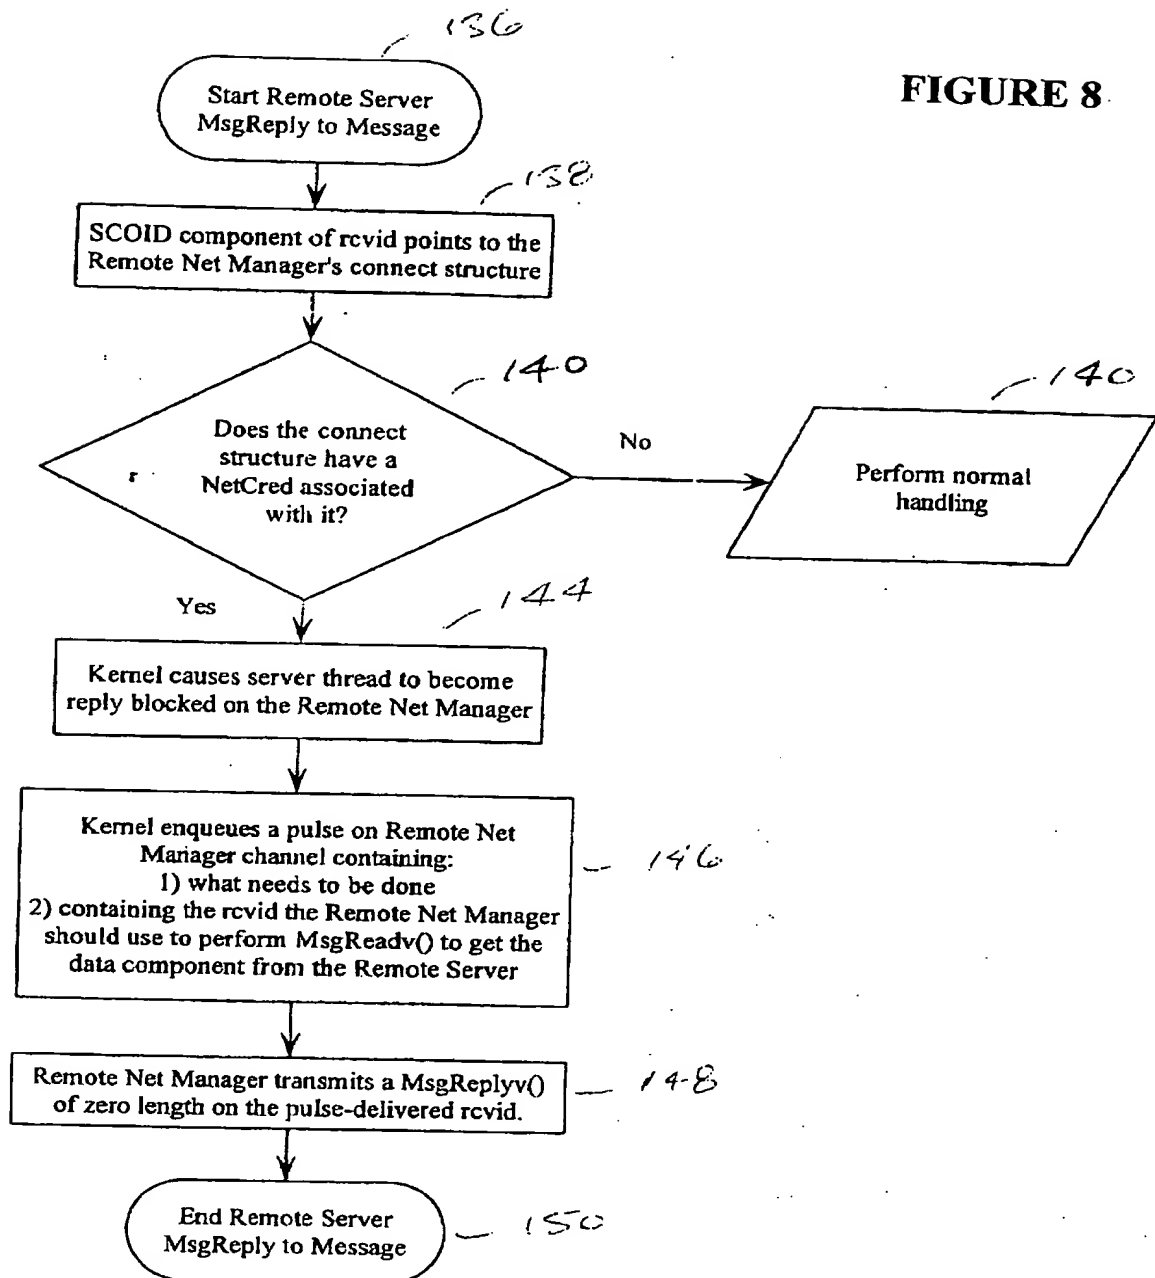 136
FIGURE 8
Start Remote Server
MsgReply to Message
138
SCOID component of rcvid points to the
Remote Net Manager's connect structure
140
140
Does the connect
structure have a
NetCred associated
with it?
No
Perform normal
handling
Yes
144
Kernel causes server thread to become
reply blocked on the Remote Net Manager
Kernel enqueues a pulse on Remote Net
Manager channel containing:
1) what needs to be done
2) containing the rcvid the Remote Net Manager
should use to perform MsgReadv() to get the
data component from the Remote Server
146
Remote Net Manager transmits a MsgReplyv()
of zero length on the pulse-delivered rcvid.
148
End Remote Server
MsgReply to Message
150